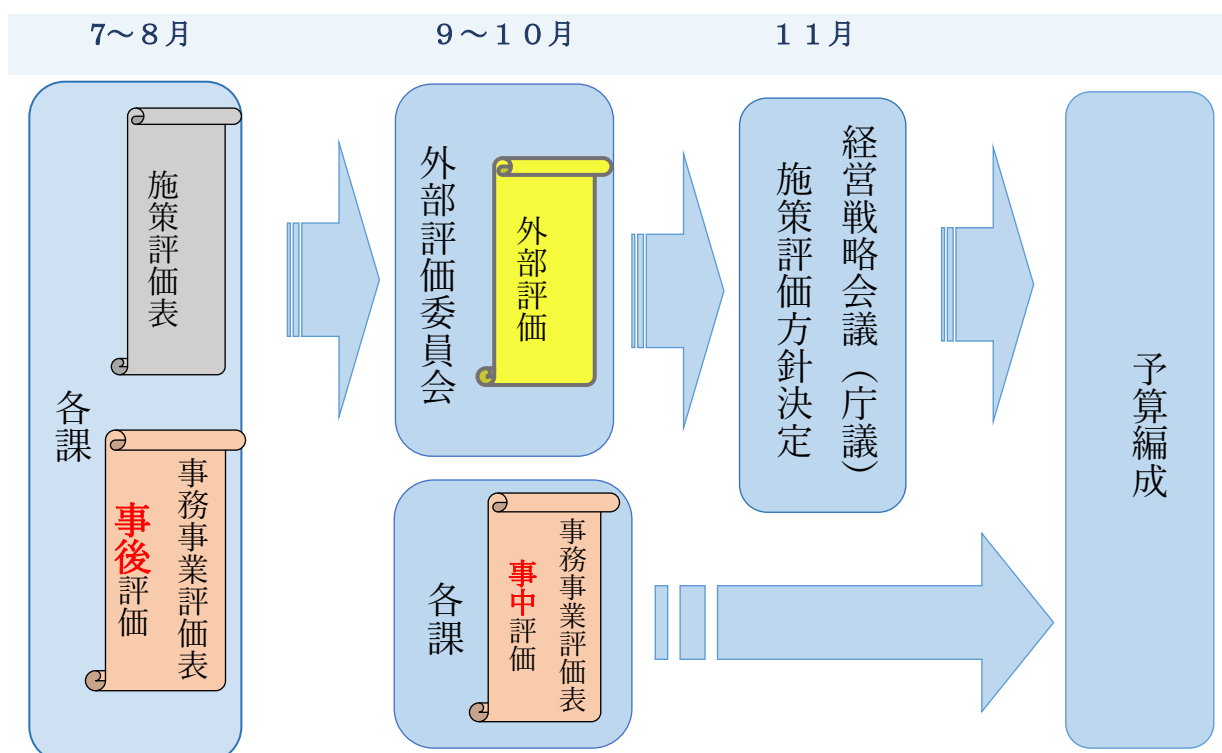 7～８月
９～１０月
１１月
各課
施策評価表
事務事業評価表
事後評価
外部評価委員会
外部評価
各課
事務事業評価表
事中評価
経営戦略会議（庁議）
施策評価方針決定
予算編成